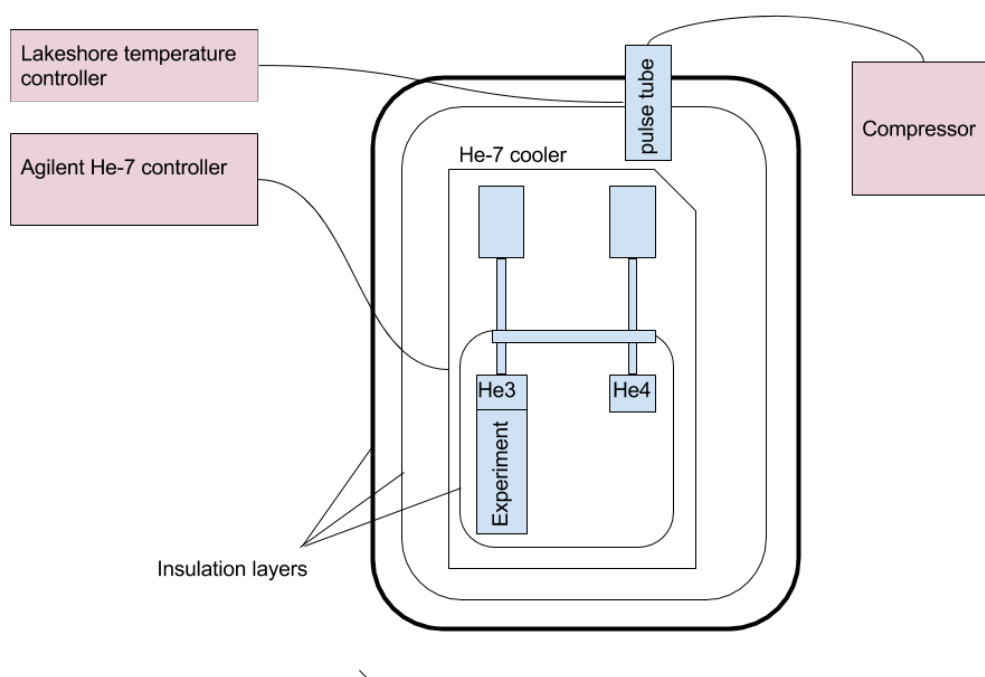 Lakeshore temperature
controller
Agilent He-7 controller
pulse tube
Compressor
He-7 cooler
He3
He4
Experiment
Insulation layers